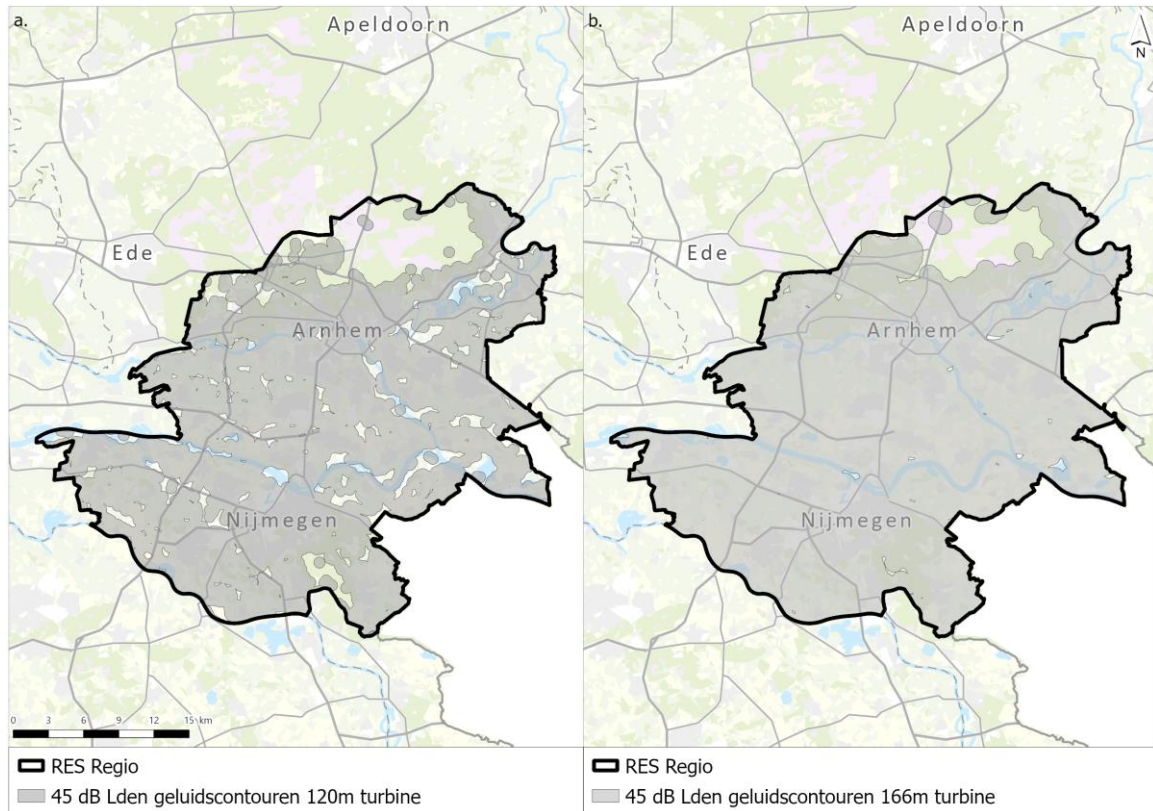 a.
Apeldoorn
Ede
Arnhem
Nijmegen
0 3 6 9 12 15 km
RES Regio
45 dB Lden geluidscontouren 120m turbine
b.
Apeldoorn
N
Ede
Arnhem
Nijmegen
RES Regio
45 dB Lden geluidscontouren 166m turbine